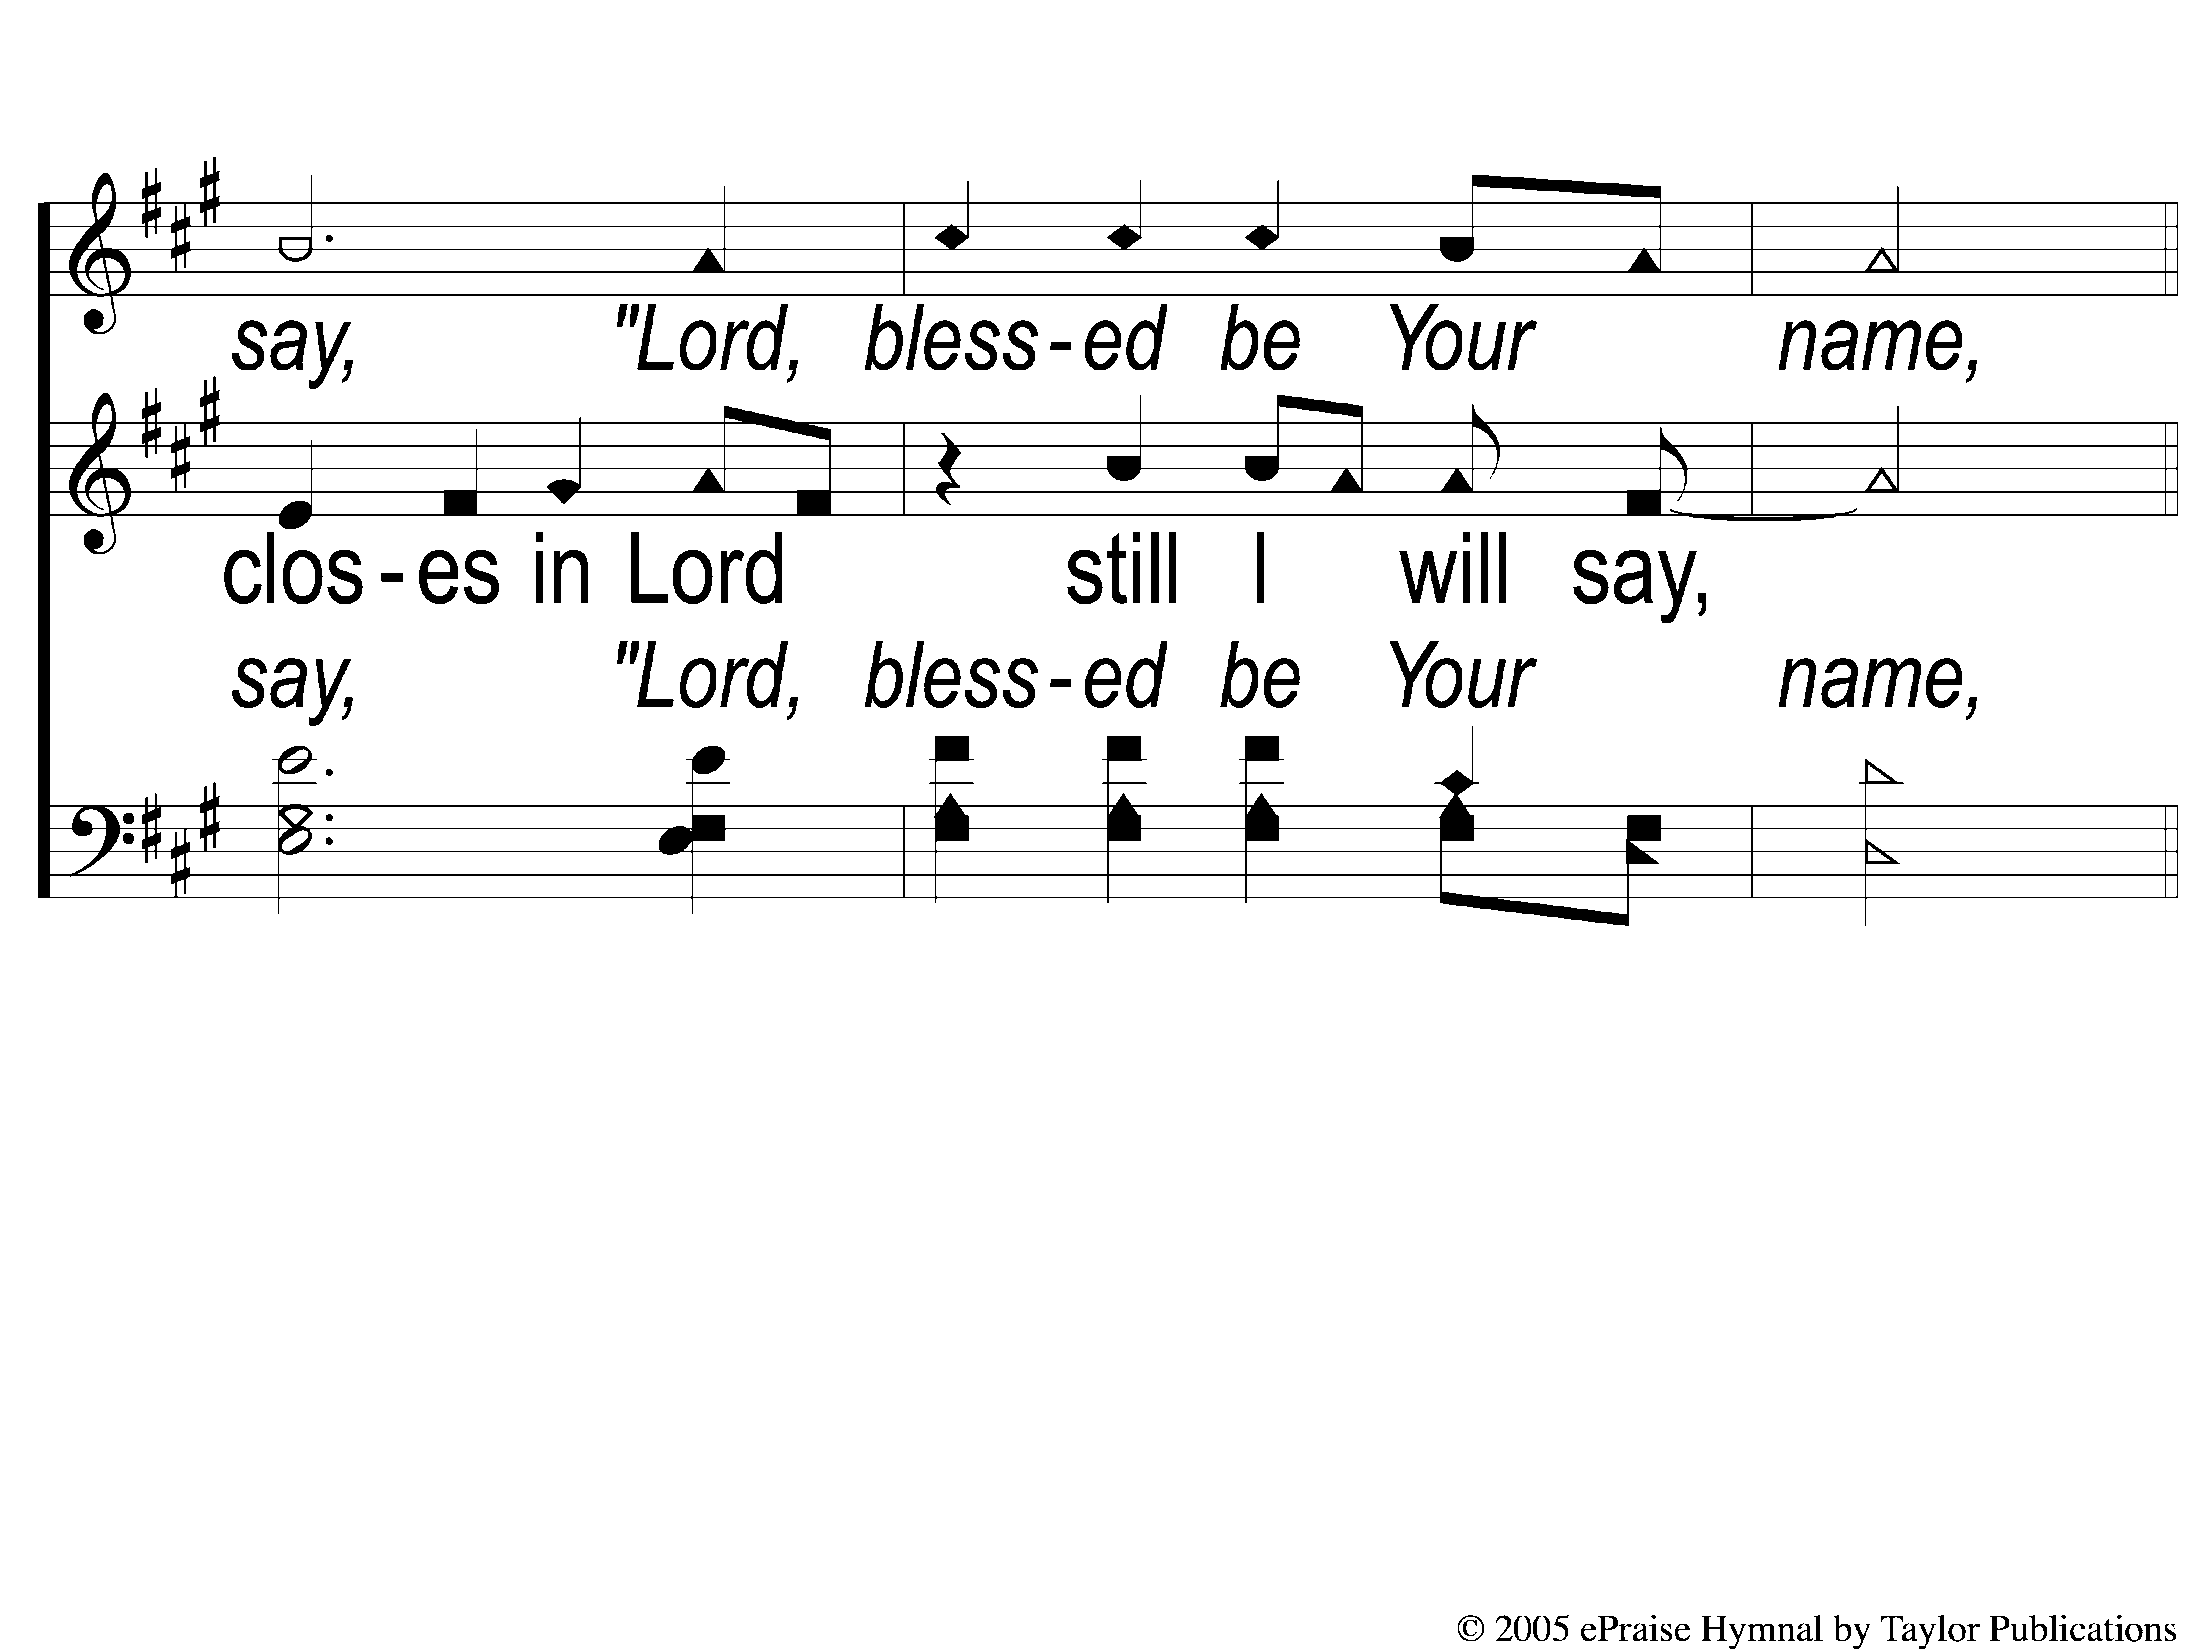 say, "Lord, bless-ed be Your name,
clos-es in Lord still I will say,
say, "Lord, bless-ed be Your name,
© 2005 ePraise Hymnal by Taylor Publications